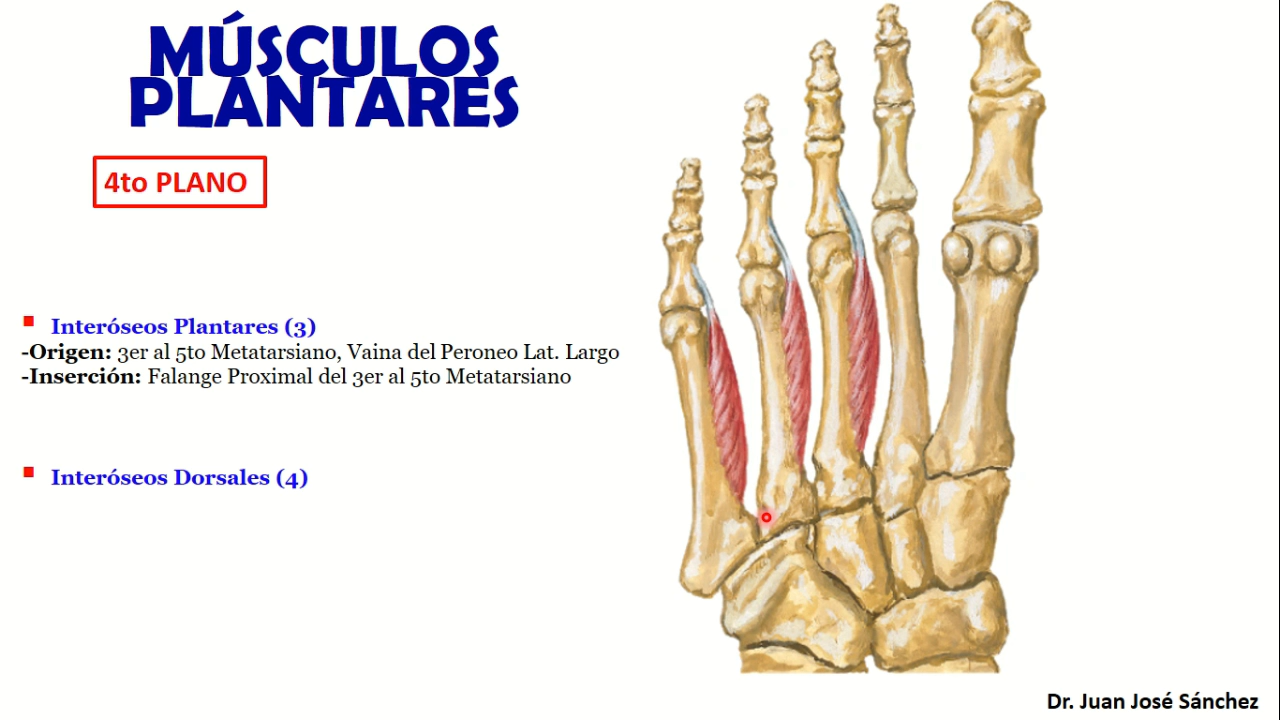 MÚSCULOS
PLANTARES
4to PLANO
Interóseos Plantares (3)
-Origen: 3er al 5to Metatarsiano, Vaina del Peroneo Lat. Largo
-Inserción: Falange Proximal del 3er al 5to Metatarsiano
Interóseos Dorsales (4)
Dr. Juan José Sánchez